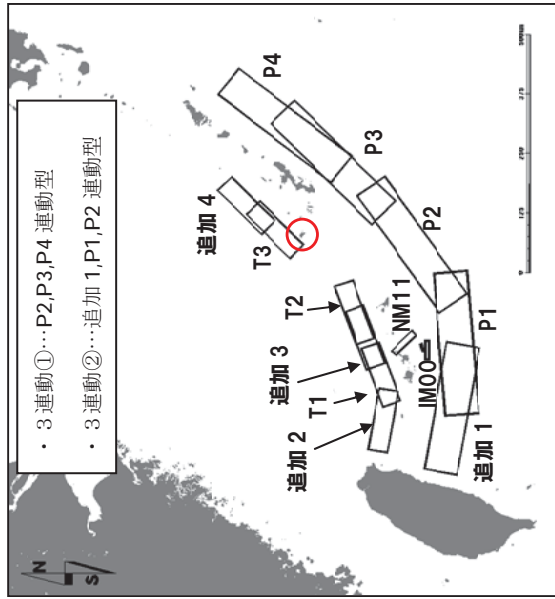 ・3連動①…P2,P3,P4 連動型
・3連動②…追加 1,P1,P2 連動型
N
S
P4
追加 4
P3
T3
P2
T2
NM11
追加 3
P1
IM00
T1
追加 2
追加 1